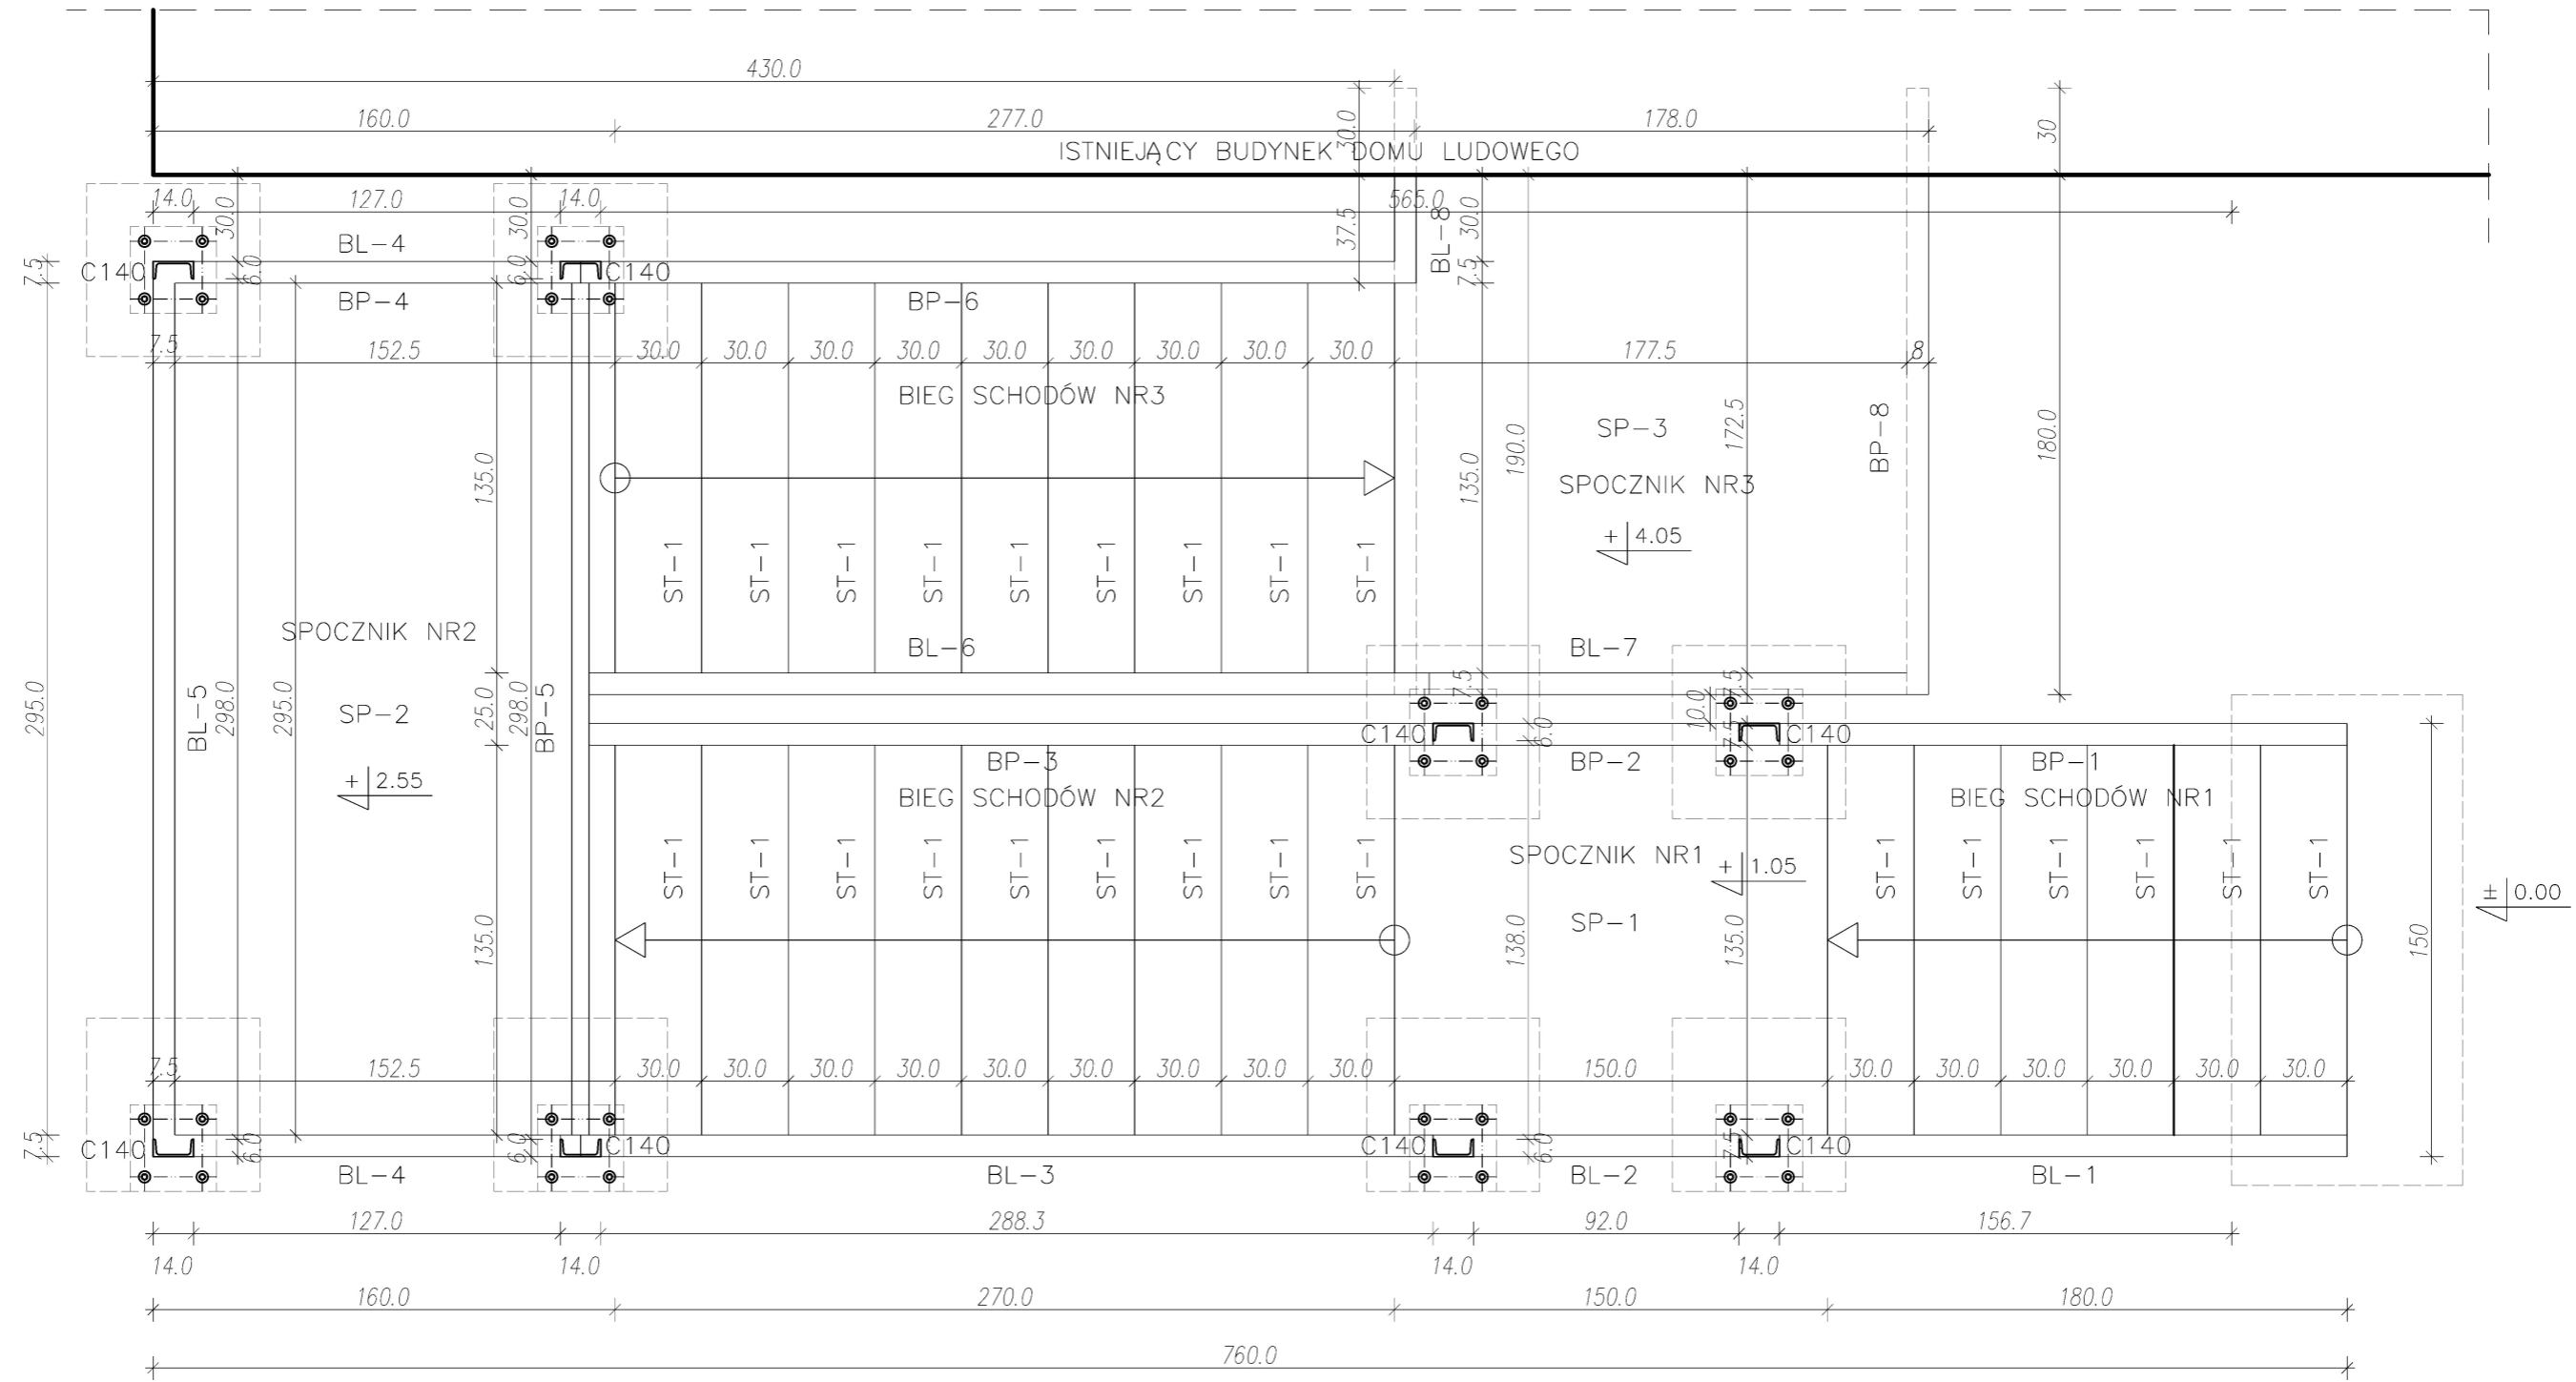 430.0
160.0
277.0
30.0
178.0
30
ISTNIEJĄCY BUDYNEK DOMU LUDOWEGO
14.0
127.0
14.0
565.0
30.0
30.0
37.5
BL-8
30.0
BL-4
7.5
C140
6.0
6.0
C140
7.5
BP-4
BP-6
7.5
152.5
30.0
30.0
30.0
30.0
30.0
30.0
30.0
30.0
30.0
177.5
8
BIEG SCHODÓW NR3
135.0
135.0
190.0
172.5
SP-3
BP-8
180.0
SPOCZNIK NR3
+ 4.05
ST-1
ST-1
ST-1
ST-1
ST-1
ST-1
ST-1
ST-1
ST-1
SPOCZNIK NR2
BL-6
BL-7
295.0
BL-5
298.0
295.0
SP-2
25.0
298.0
BP-5
7.5
7.5
10.0
C140
6.0
7.5
C140
+ 2.55
BP-3
BP-2
BP-1
BIEG SCHODÓW NR2
BIEG SCHODÓW NR1
ST-1
ST-1
ST-1
ST-1
ST-1
ST-1
ST-1
ST-1
ST-1
SPOCZNIK NR1
+ 1.05
ST-1
ST-1
ST-1
ST-1
ST-1
ST-1
± 0.00
135.0
138.0
SP-1
135.0
150
7.5
152.5
30.0
30.0
30.0
30.0
30.0
30.0
30.0
30.0
30.0
150.0
30.0
30.0
30.0
30.0
30.0
30.0
7.5
C140
6.0
6.0
C140
C140
6.0
7.5
C140
BL-4
BL-3
BL-2
BL-1
127.0
288.3
92.0
156.7
14.0
14.0
14.0
14.0
160.0
270.0
150.0
180.0
760.0